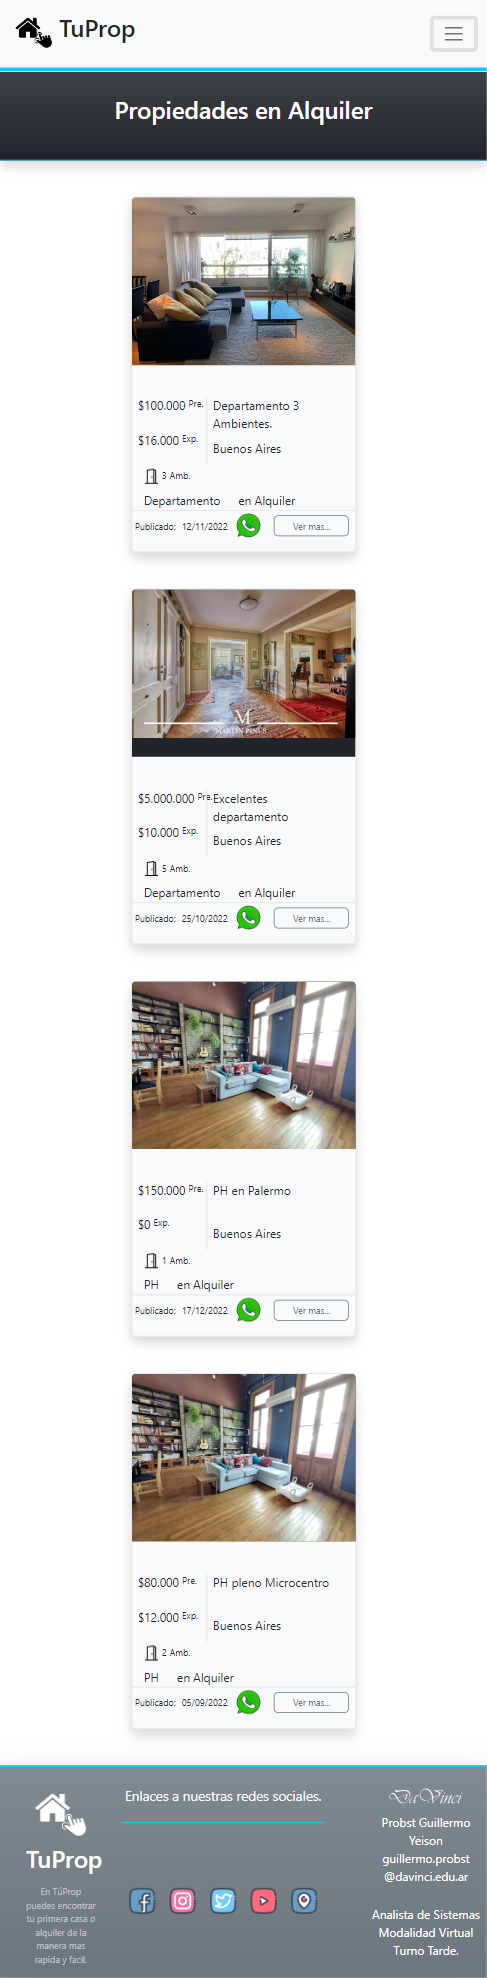 TuProp
Propiedades en Alquiler
$100.000 Pre.
Departamento 3
Ambientes.
$16.000 Exp.
Buenos Aires
3 Amb.
Departamento en Alquiler
Publicado: 12/11/2022 Ver mas...
M
MARTIN PINUS
$5.000.000 Pre.
Excelentes
departamento
$10.000 Exp.
Buenos Aires
5 Amb.
Departamento en Alquiler
Publicado: 25/10/2022 Ver mas...
$150.000 Pre.
PH en Palermo
$0 Exp.
Buenos Aires
1 Amb.
PH en Alquiler
Publicado: 17/12/2022 Ver mas...
$80.000 Pre.
PH pleno Microcentro
$12.000 Exp.
Buenos Aires
2 Amb.
PH en Alquiler
Publicado: 05/09/2022 Ver mas...
TuProp
En TúProp
puedes encontrar
tu primera casa o
alquiler de la
manera mas
rapida y facil.
Enlaces a nuestras redes sociales.
DaVinci
Probst Guillermo
Yeison
guillermo.probst
@davinci.edu.ar
Analista de Sistemas
Modalidad Virtual
Turno Tarde.